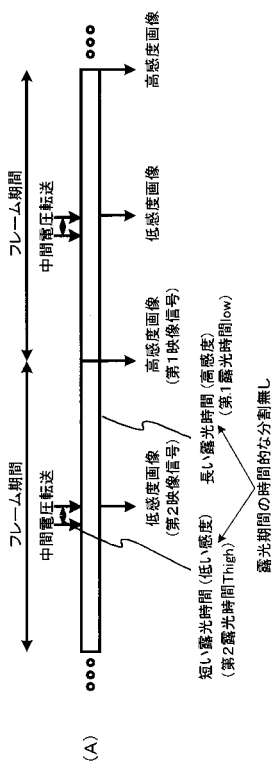 (A)
フレーム期間
フレーム期間
中間電圧転送
中間電圧転送
低感度画像
(第2映像信号)
高感度画像
(第1映像信号)
低感度画像
高感度画像
短い露光時間(低い感度)
(第2露光時間Thigh)
長い露光時間(高感度)
(第1露光時間low)
露光期間の時間的な分割無し